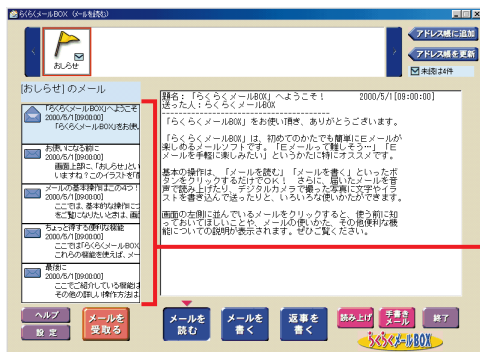 らくらくメールBOX (メールを読む)
おしらせ
アドレス帳に追加
アドレス帳を更新
未読は4件
[おしらせ]のメール
「らくらくメールBOX」へようこそ
2000/5/1[09:00:00]
「らくらくメールBOX」をお使い
お使いになる前に
2000/5/1[09:00:00]
画面上部に、「おしらせ」とい
いますね?このイラストが
メールの基本操作はこの4つ!
2000/5/1[09:00:00]
ここでは、基本的な操作に
をご覧になりたいときは、画
ちょっと得する便利な機能
2000/5/1[09:00:00]
ここでは「らくらくメールBOX
これらの機能を使えば、メー
最後に
2000/5/1[09:00:00]
ここでご紹介している機能は
その他の詳しい操作方法は
題名:「らくらくメールBOX」へようこそ! 2000/5/1[09:00:00]
送った人:らくらくメールBOX
「らくらくメールBOX」をお使い頂き、ありがとうございます。
「らくらくメールBOX」は、初めてのかたでも簡単にEメールが
楽しめるメールソフトです。「Eメールって難しそう…」「E
メールを手軽に楽しみたい」というかたに特にオススメです。
基本の操作は、「メールを読む」「メールを書く」といったボ
タンをクリックするだけでOK! さらに、届いたメールを音
声で読み上げたり、デジタルカメラで撮った写真に文字やイラ
ストを書き込んで送ったりと、いろいろな使いかたができます。
画面の左側に並んでいるメールをクリックすると、使う前に知
っておいてほしいことや、メールの使いかた、その他便利な機
能についての説明が表示されます。ぜひご覧ください。
ヘルプ
設定
メールを
受取る
メールを
読む
メールを
書く
返事を
書く
読み上げ
手書き
メール
終了
らくらくメールBOX